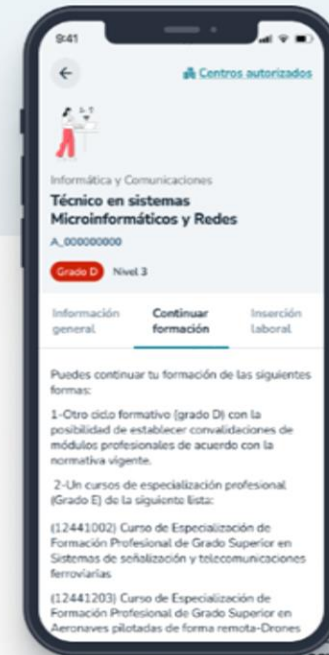 9:41
Centros autorizados
Informática y Comunicaciones
Técnico en sistemas
Microinformáticos y Redes
A_000000000
Grado D Nivel 3
Información general
Continuar formación
Inserción laboral
Puedes continuar tu formación de las siguientes
formas:
1-Otro ciclo formativo (grado D) con la
posibilidad de establecer convalidaciones de
módulos profesionales de acuerdo con la
normativa vigente.
2-Un cursos de especialización profesional
(Grado E) de la siguiente lista:
(12441002) Curso de Especialización de
Formación Profesional de Grado Superior en
Sistemas de señalización y telecomunicaciones
ferroviarias
(12441203) Curso de Especialización de
Formación Profesional de Grado Superior en
Aeronaves pilotadas de forma remota-Drones